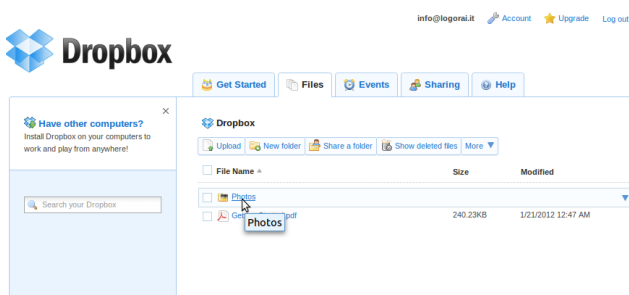 info@logorai.it Account Upgrade Log out
Dropbox
Get Started Files Events Sharing Help
Have other computers?
Install Dropbox on your computers to
work and play from anywhere!
Search your Dropbox
Dropbox
Upload New folder Share a folder Show deleted files More
File Name Size Modified
Photos
pdf 240.23KB 1/21/2012 12:47 AM
Photos